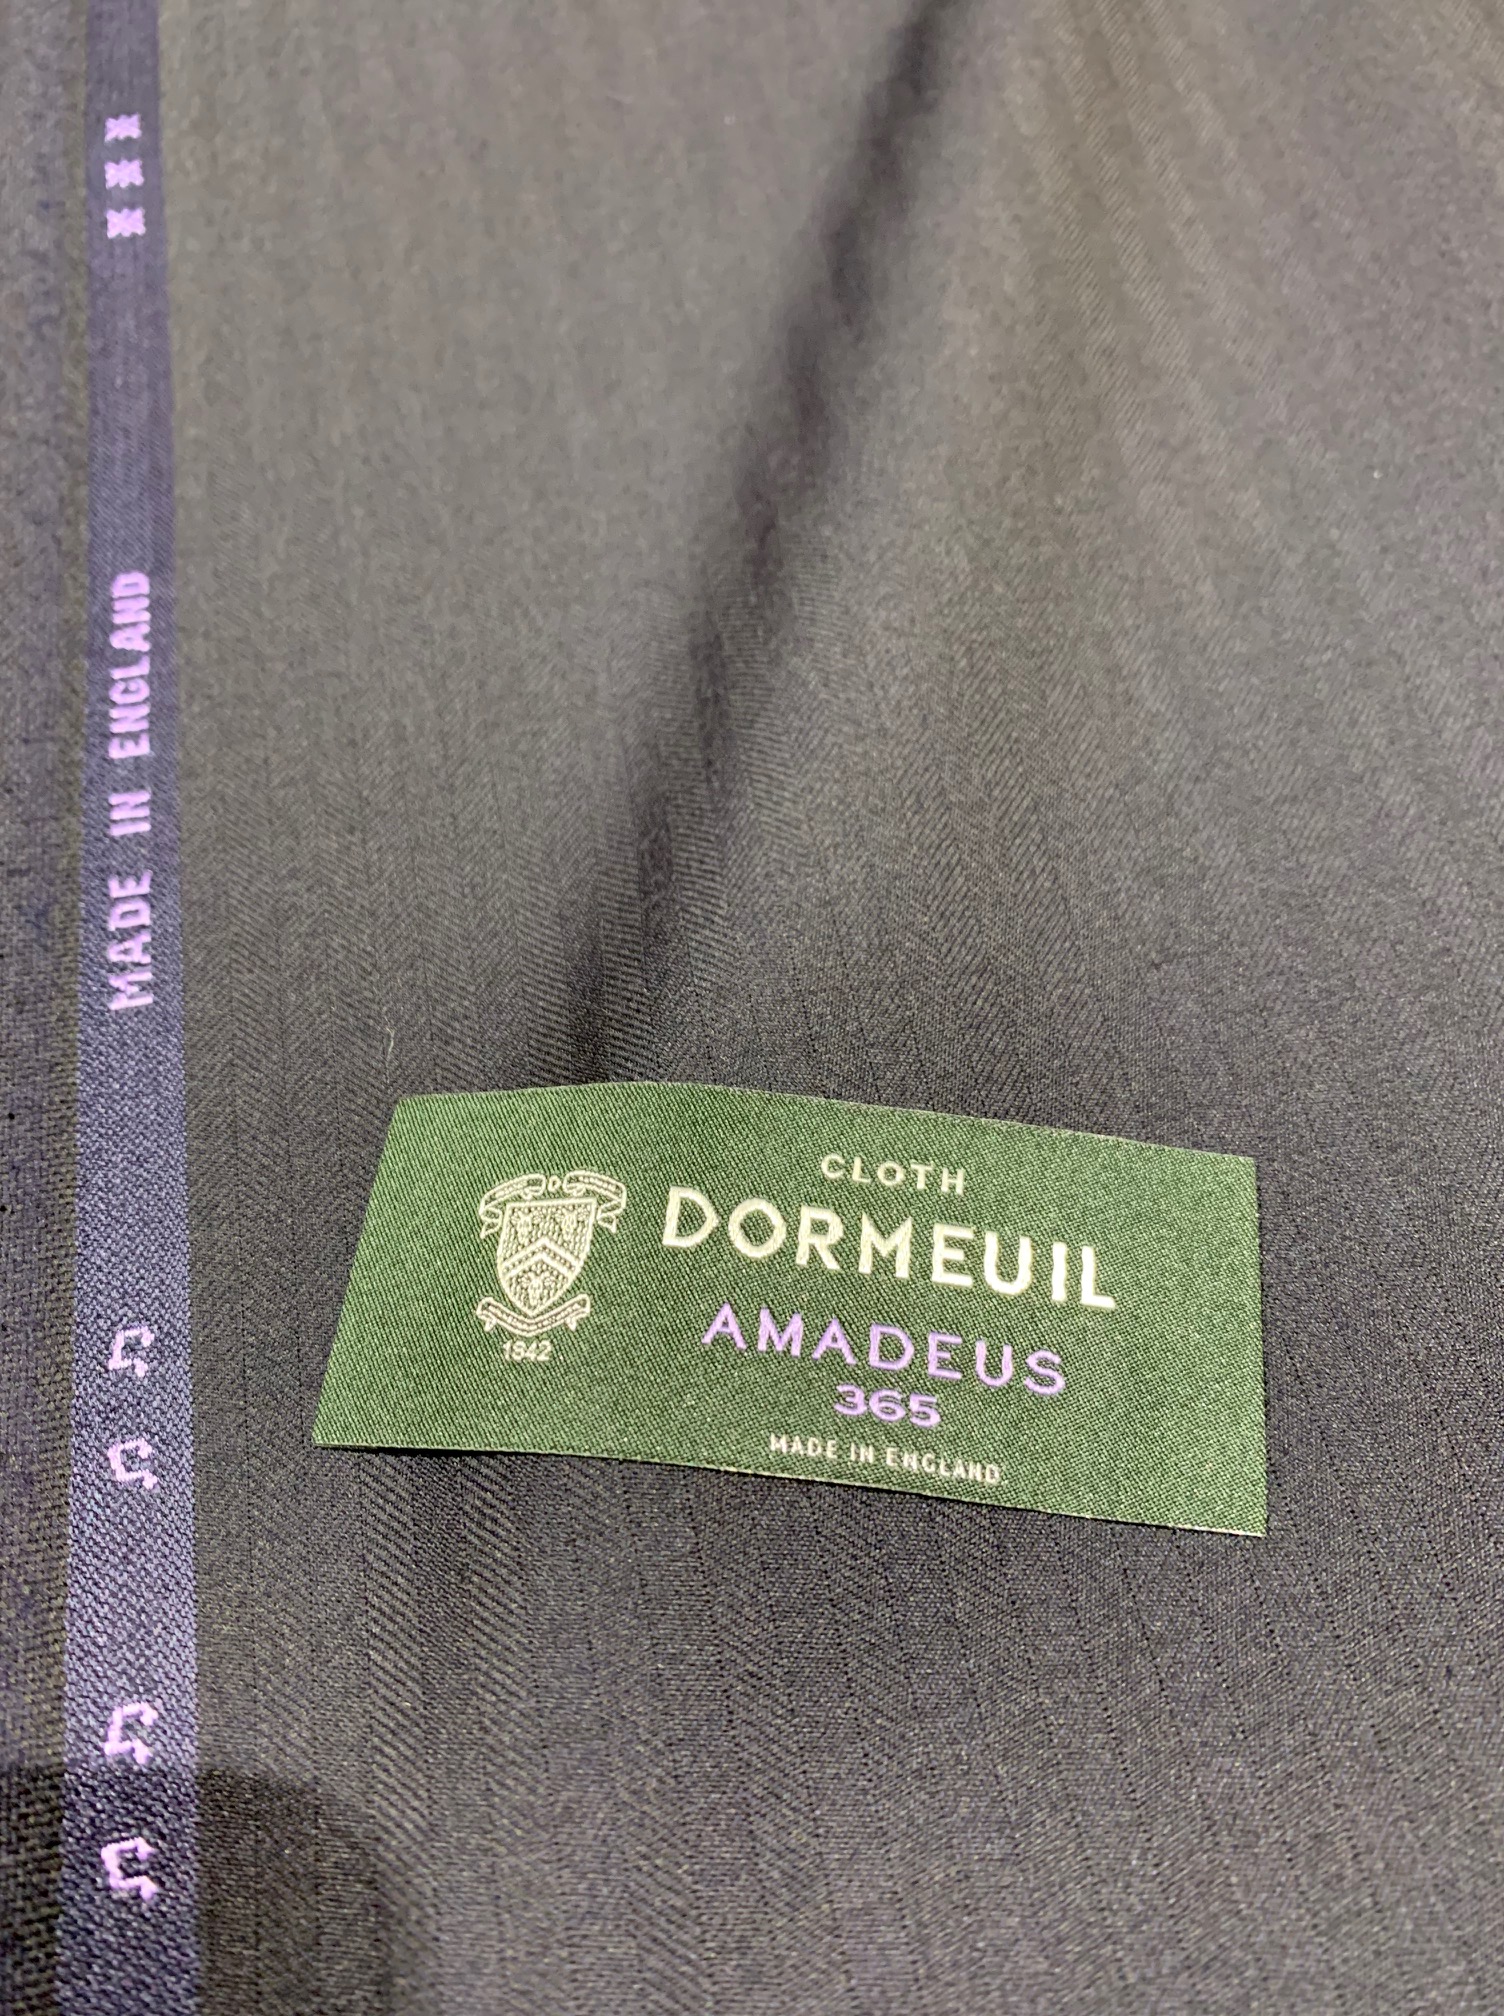 MADE IN ENGLAND
CLOTH
DORMEUIL
AMADEUS
365
MADE IN ENGLAND
1842